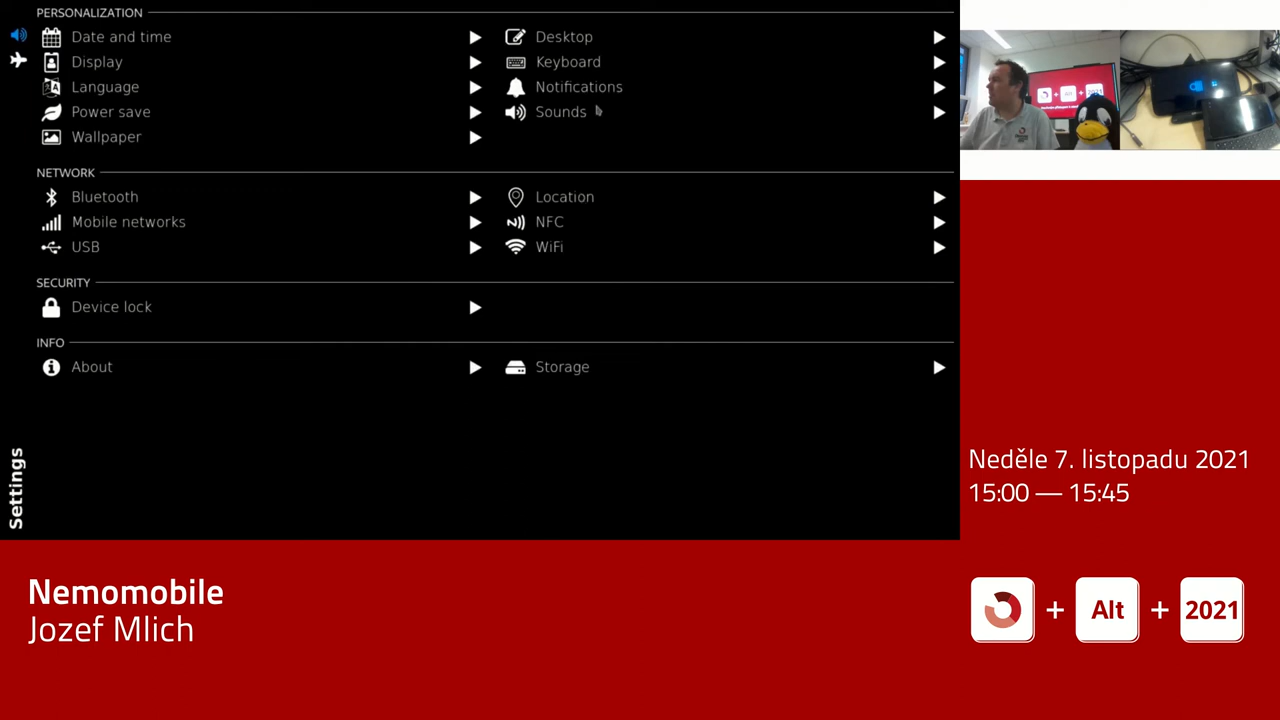 PERSONALIZATION
Date and time
Desktop
Display
Keyboard
Language
Notifications
Power save
Sounds
Wallpaper
NETWORK
Bluetooth
Location
Mobile networks
NFC
USB
WiFi
SECURITY
Device lock
INFO
About
Storage
Settings
Neděle 7. listopadu 2021
15:00 — 15:45
Nemomobile
Jozef Mlich
+ Alt + 2021